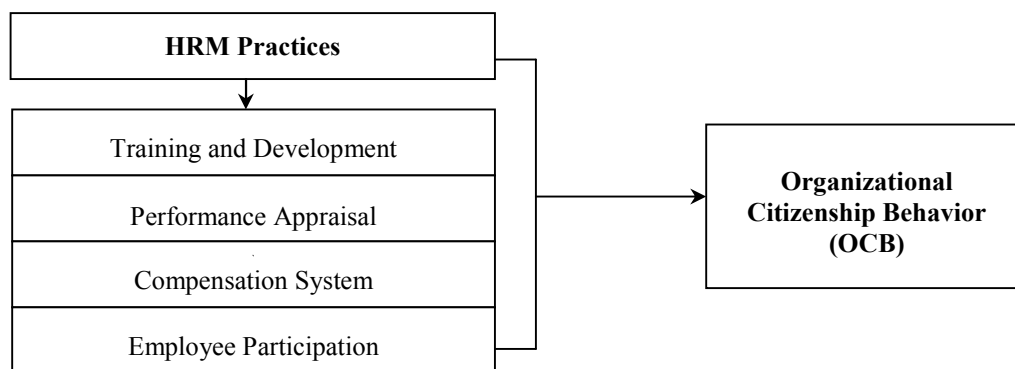 HRM Practices
Training and Development
Performance Appraisal
Compensation System
Employee Participation
Organizational
Citizenship Behavior
(OCB)